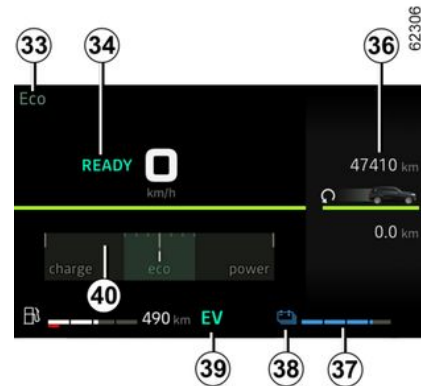 62306
33 34 36
Eco
READY 0
km/h
47410 km
0.0 km
charge eco power
40
490 km EV
39 38 37